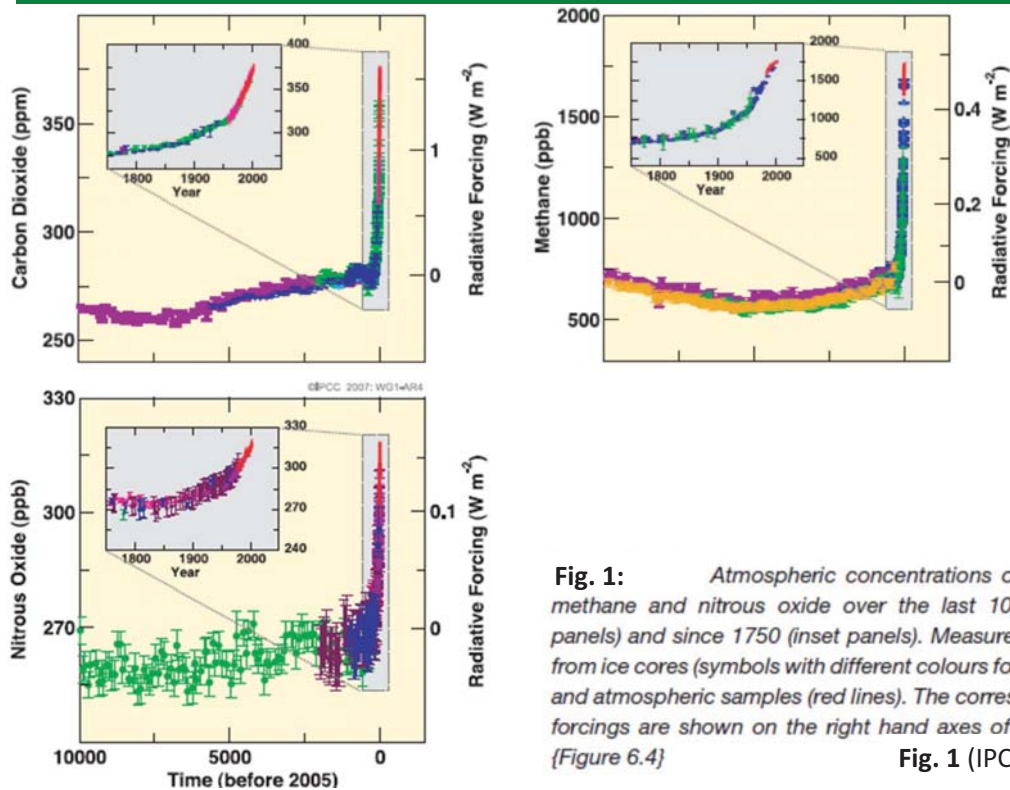 2000
400
350
300
1800
1900
2000
Year
350
300
250
Carbon Dioxide (ppm)
1
0
Radiative Forcing (W m-2)
2000
1500
1000
500
1800
1900
2000
Year
2000
1500
1000
500
Methane (ppb)
0.4
0.2
0
Radiative Forcing (W m-2)
©IPCC 2007: WG1-AR4
330
300
270
240
1800
1900
2000
Year
330
300
270
Nitrous Oxide (ppb)
0.1
0
Radiative Forcing (W m-2)
10000
5000
0
Time (before 2005)
Fig. 1: Atmospheric concentrations
methane and nitrous oxide over the last 10
panels) and since 1750 (inset panels). Measure
from ice cores (symbols with different colours fo
and atmospheric samples (red lines). The corres
forcings are shown on the right hand axes of
{Figure 6.4}
Fig. 1 (IPC